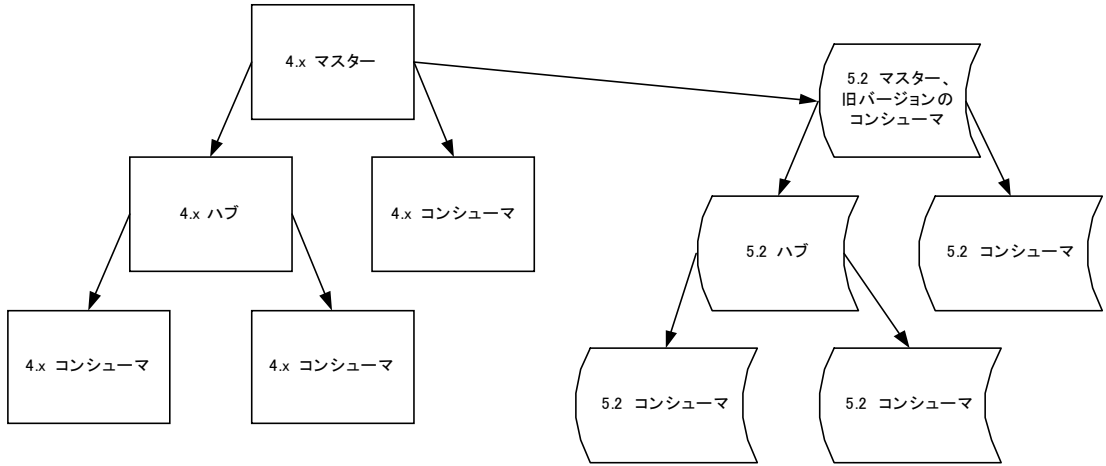 4.x マスター
5.2 マスター、
旧バージョンの
コンシューマ
4.x ハブ
4.x コンシューマ
5.2 ハブ
5.2 コンシューマ
4.x コンシューマ
4.x コンシューマ
5.2 コンシューマ
5.2 コンシューマ